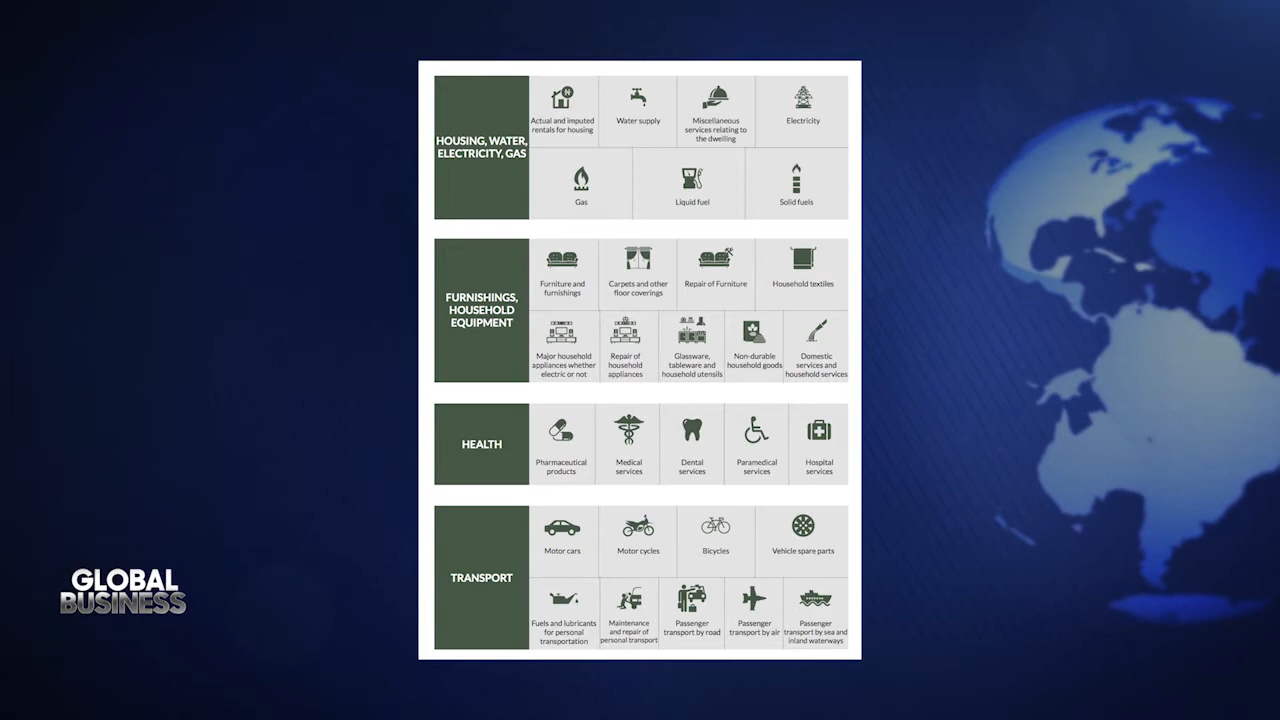 HOUSING, WATER,
ELECTRICITY, GAS
Actual and imputed
rentals for housing
Water supply
Miscellaneous
services relating to
the dwelling
Electricity
Gas
Liquid fuel
Solid fuels
FURNISHINGS,
HOUSEHOLD
EQUIPMENT
Furniture and
furnishings
Carpets and other
floor coverings
Repair of Furniture
Household textiles
Major household
appliances whether
electric or not
Repair of
household
appliances
Glassware,
tableware and
household utensils
Non-durable
household goods
Domestic
services and
household services
HEALTH
Pharmaceutical
products
Medical
services
Dental
services
Paramedical
services
Hospital
services
TRANSPORT
Motor cars
Motor cycles
Bicycles
Vehicle spare parts
Fuels and lubricants
for personal
transportation
Maintenance
and repair of
personal transport
Passenger
transport by road
Passenger
transport by air
Passenger
transport by sea and
inland waterways
GLOBAL
BUSINESS